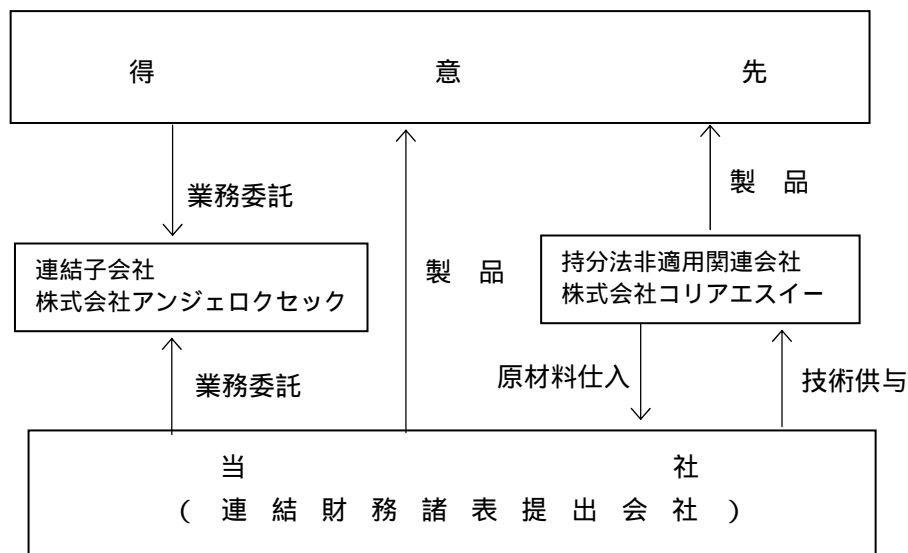 得 意 先
業務委託
製 品
連結子会社
株式会社アンジェロクセック
製 品
持分法非適用関連会社
株式会社コリアエスイー
業務委託
原材料仕入
技術供与
当 社
( 連 結 財 務 諸 表 提 出 会 社 )